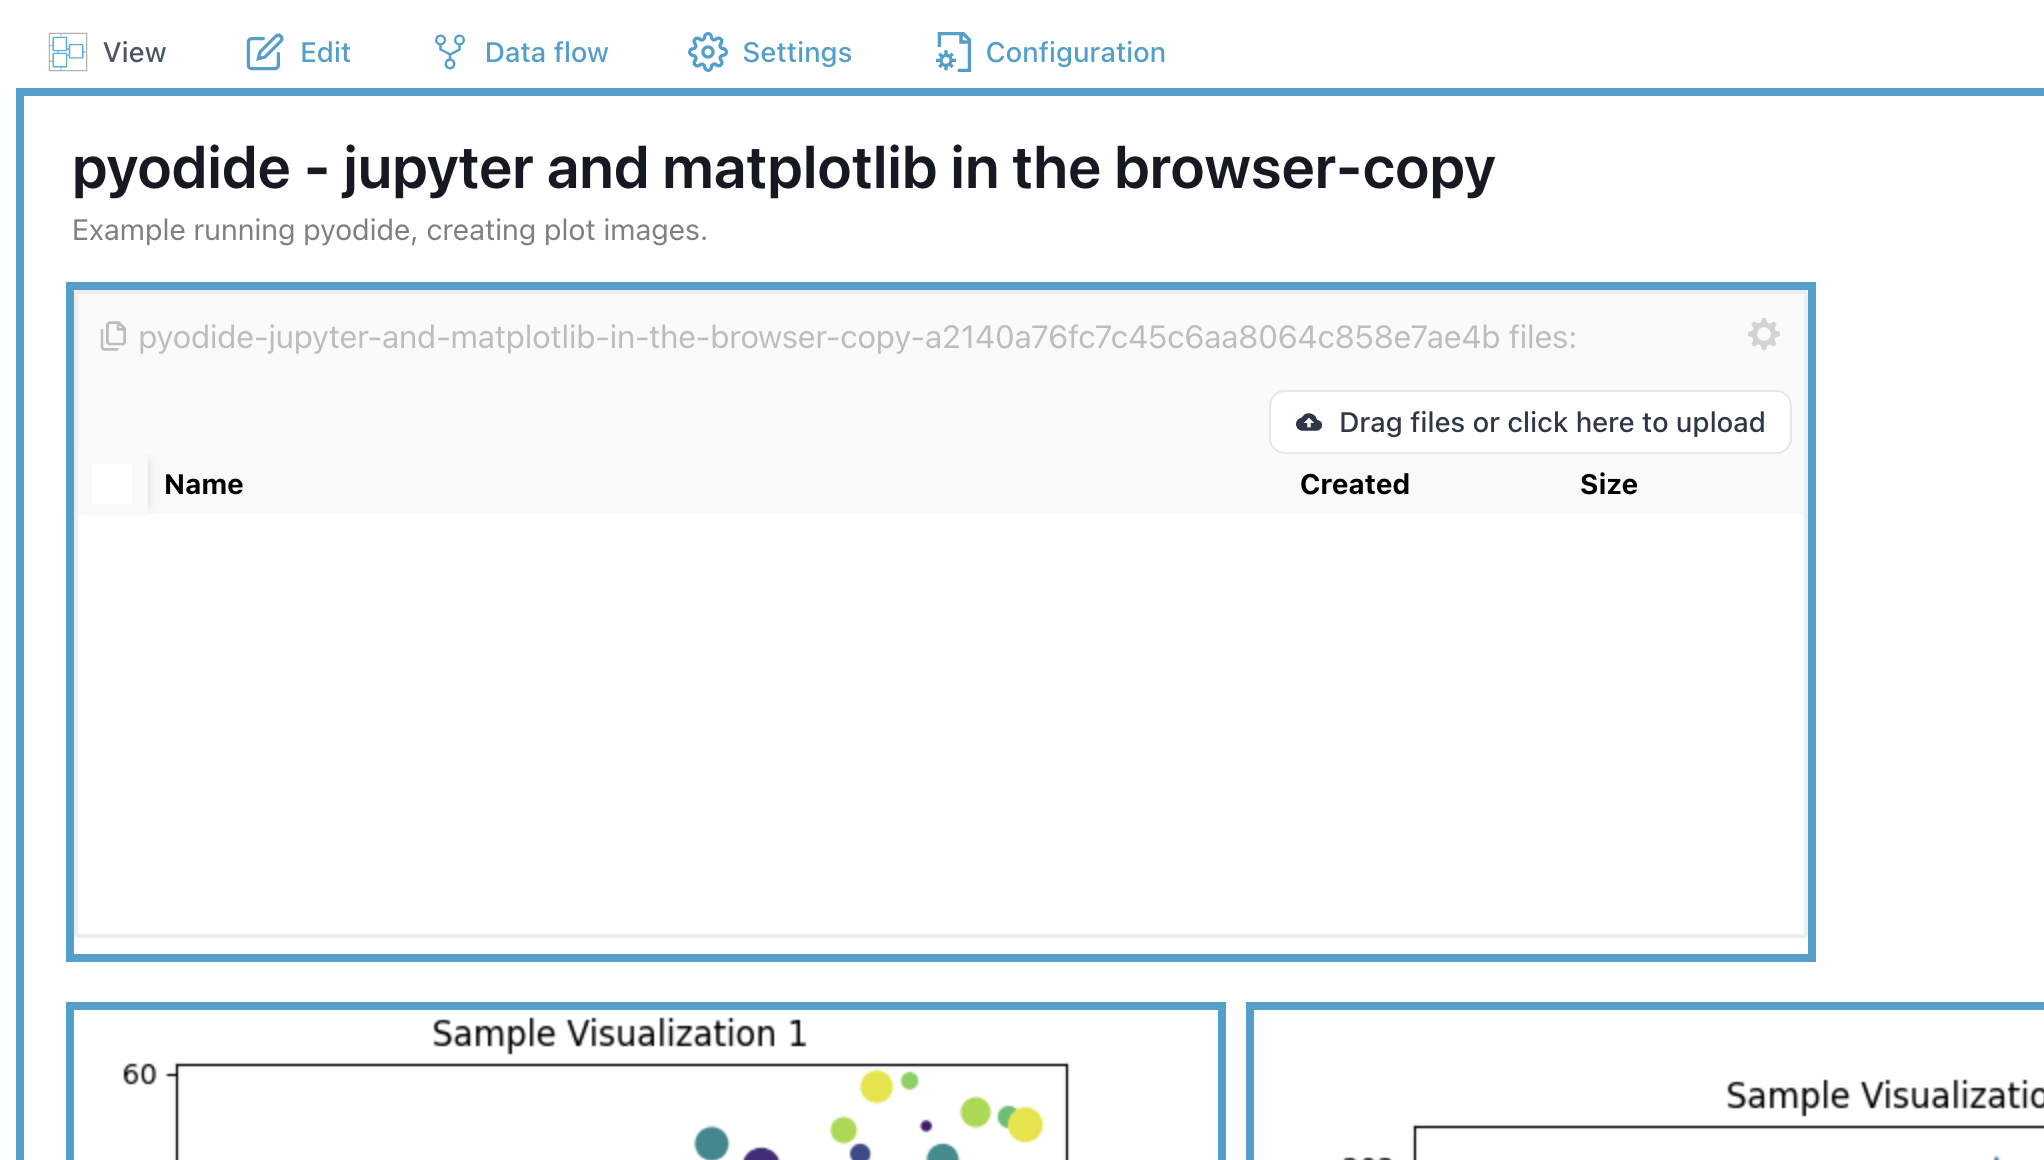 View Edit Data flow Settings Configuration
pyodide - jupyter and matplotlib in the browser-copy
Example running pyodide, creating plot images.
pyodide-jupyter-and-matplotlib-in-the-browser-copy-a2140a76fc7c45c6aa8064c858e7ae4b files:
Drag files or click here to upload
Name Created Size
Sample Visualization 1
60
Sample Visualizatio